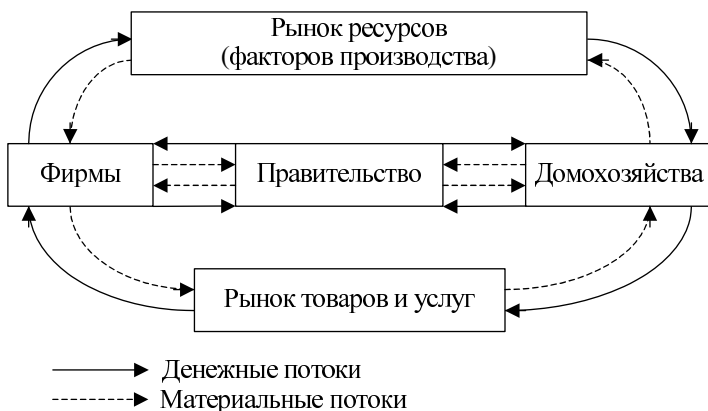 Рынок ресурсов
(факторов производства)
Фирмы
Правительство
Домохозяйства
Рынок товаров и услуг
Денежные потоки
Материальные потоки